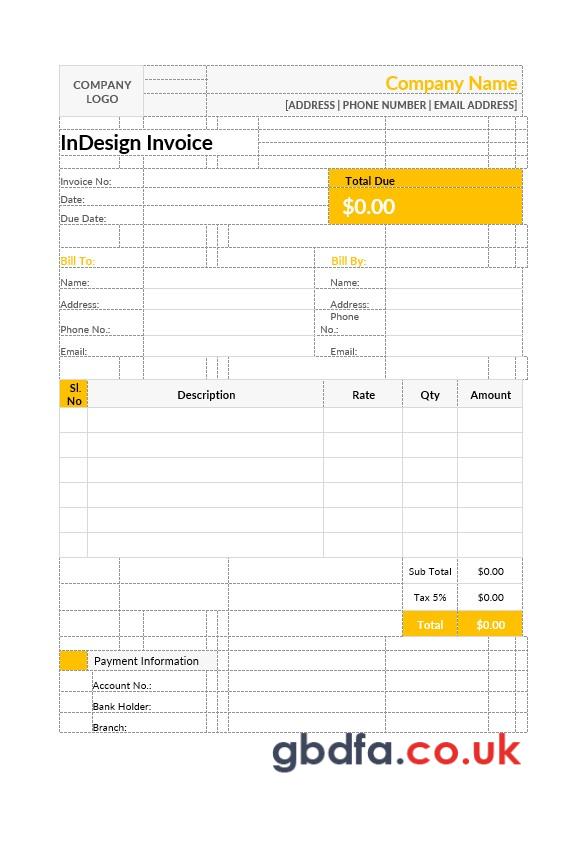 COMPANY
LOGO
Company Name
[ADDRESS | PHONE NUMBER | EMAIL ADDRESS]
InDesign Invoice
Invoice No:
Date:
Due Date:
Total Due
$0.00
Bill To:
Bill By:
Name:
Name:
Address:
Address:
Phone No.:
Phone
No.:
Email:
Email:
Sl.
No
Description
Rate
Qty
Amount
Sub Total
$0.00
Tax 5%
$0.00
Total
$0.00
Payment Information
Account No.:
Bank Holder:
Branch:
gbdfa.co.uk